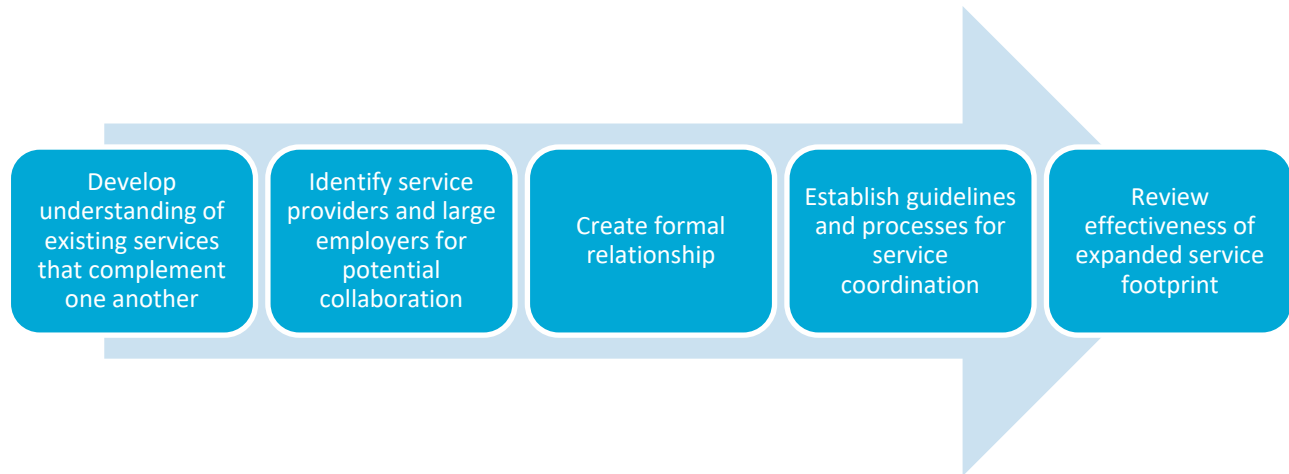 Develop
understanding of
existing services
that complement
one another
Identify service
providers and large
employers for
potential
collaboration
Create formal
relationship
Establish guidelines
and processes for
service
coordination
Review
effectiveness of
expanded service
footprint